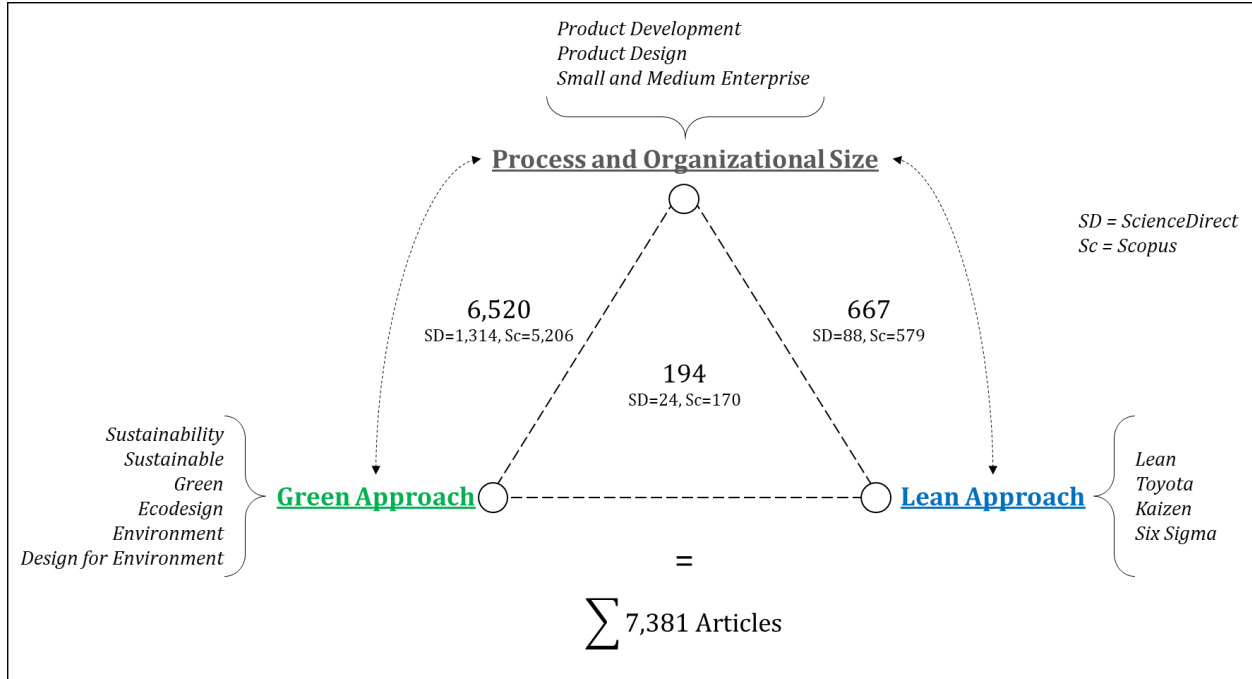 Product Development
Product Design
Small and Medium Enterprise
Process and Organizational Size
SD = ScienceDirect
Sc = Scopus
6,520
SD=1,314, Sc=5,206
667
SD=88, Sc=579
194
SD=24, Sc=170
Sustainability
Sustainable
Green
Ecodesign
Environment
Design for Environment
Green Approach
Lean Approach
Lean
Toyota
Kaizen
Six Sigma
=
∑ 7,381 Articles